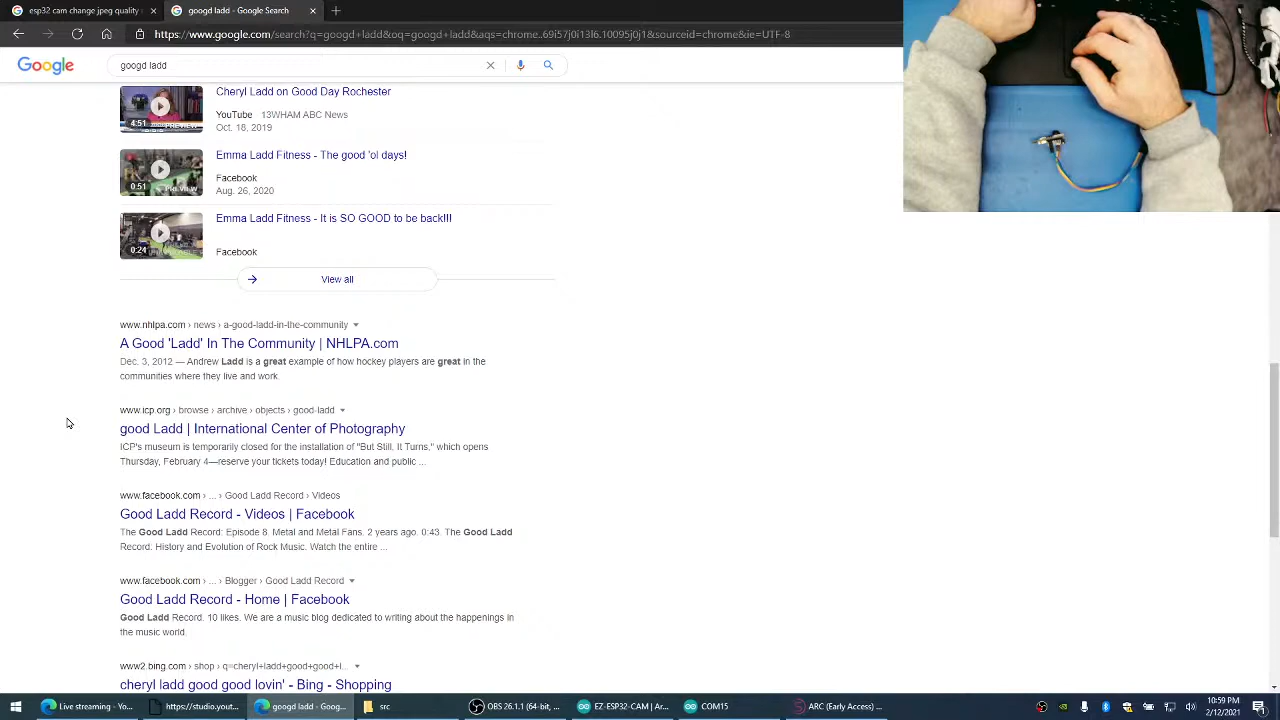 esp32 cam change jpeg quality
googd ladd - Google Search
https://www.google.com/search?q=googd+ladd&oq=googd+ladd&aqs=chrome..69i57j0i13l6.10095j0j1&sourceid=chrome&ie=UTF-8
Google
googd ladd
Cheryl Ladd on Good Day Rochester
4:51
PREVIEW
YouTube 13WHAM ABC News
Oct. 18, 2019
Emma Ladd Fitness - The good 'ol days!
0:51
PREVIEW
Facebook
Aug. 26, 2020
Emma Ladd Fitness - It is SO GOOD to be back!!!
0:24
Facebook
View all
www.nhlpa.com › news › a-good-ladd-in-the-community
A Good 'Ladd' In The Community | NHLPA.com
Dec. 3, 2012 — Andrew Ladd is a great example of how hockey players are great in the
communities where they live and work.
www.icp.org › browse › archive › objects › good-ladd
good Ladd | International Center of Photography
ICP's museum is temporarily closed for the installation of "But Still, It Turns," which opens
Thursday, February 4—reserve your tickets today! Education and public ...
www.facebook.com › ... › Good Ladd Record › Videos
Good Ladd Record - Videos | Facebook
The Good Ladd Record: Episode 8. Metal and Metal Fans. 2 years ago. 0:43. The Good Ladd
Record: History and Evolution of Rock Music. Watch the entire ...
www.facebook.com › ... › Blogger › Good Ladd Record
Good Ladd Record - Home | Facebook
Good Ladd Record. 10 likes. We are a music blog dedicated to writing about the happenings in
the music world.
www2.bing.com › shop › q=cheryl+ladd+good+good+l...
cheryl ladd good good lovin' - Bing - Shopping
Live streaming - Yo...
https://studio.yout...
googd ladd - Goog...
src
OBS 26.1.1 (64-bit, ...
EZ-ESP32-CAM | Ar...
COM15
ARC (Early Access) ...
10:59 PM
2/12/2021